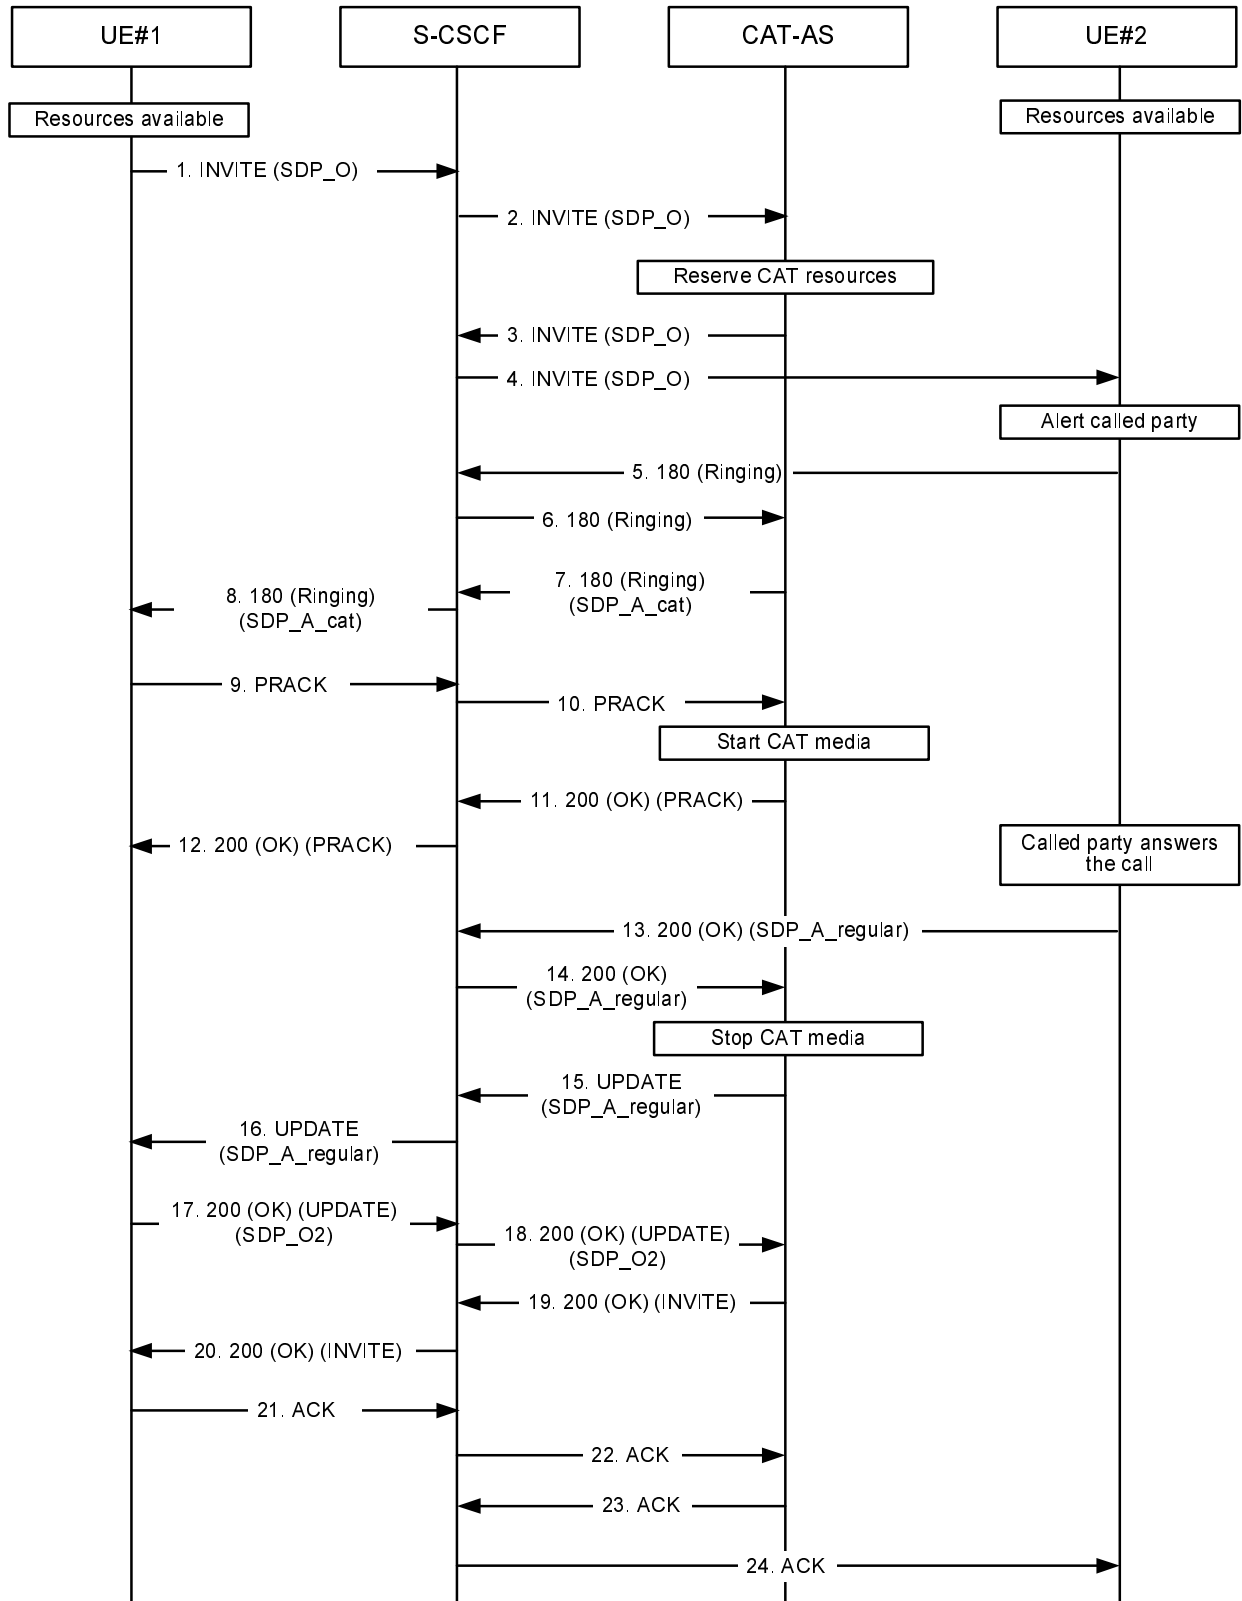 UE#1
S-CSCF
CAT-AS
UE#2
Resources available
Resources available
1. INVITE (SDP_O)
2. INVITE (SDP_O)
Reserve CAT resources
3. INVITE (SDP_O)
4. INVITE (SDP_O)
Alert called party
5. 180 (Ringing)
6. 180 (Ringing)
7. 180 (Ringing)
(SDP_A_cat)
8. 180 (Ringing)
(SDP_A_cat)
9. PRACK
10. PRACK
Start CAT media
11. 200 (OK) (PRACK)
12. 200 (OK) (PRACK)
Called party answers
the call
13. 200 (OK) (SDP_A_regular)
14. 200 (OK)
(SDP_A_regular)
Stop CAT media
15. UPDATE
(SDP_A_regular)
16. UPDATE
(SDP_A_regular)
17. 200 (OK) (UPDATE)
(SDP_O2)
18. 200 (OK) (UPDATE)
(SDP_O2)
19. 200 (OK) (INVITE)
20. 200 (OK) (INVITE)
21. ACK
22. ACK
23. ACK
24. ACK